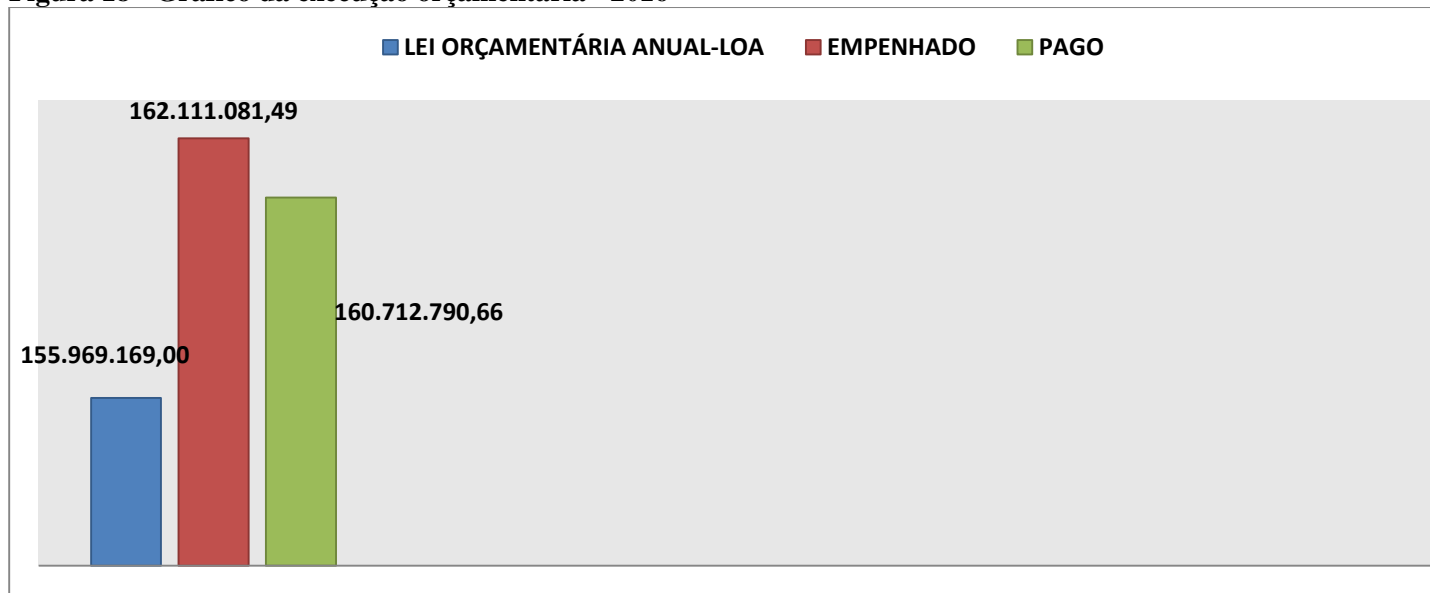 LEI ORÇAMENTÁRIA ANUAL-LOA EMPENHADO PAGO
162.111.081,49
160.712.790,66
155.969.169,00